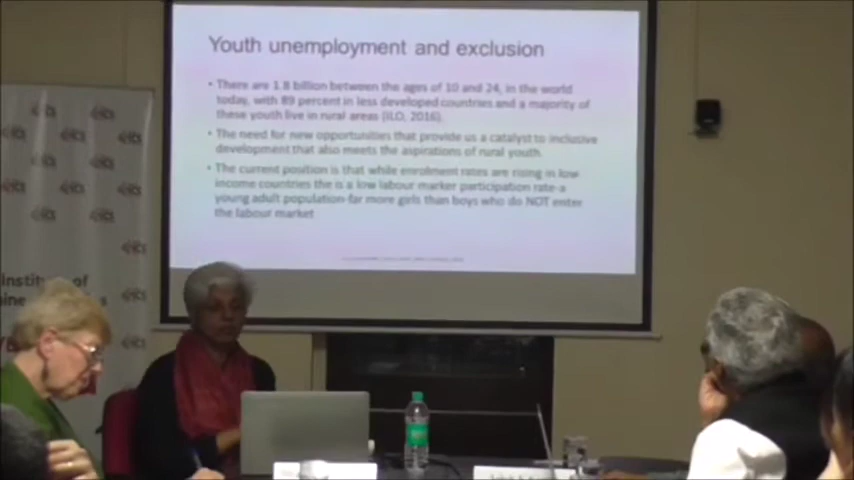 Youth unemployment and exclusion
• There are 1.8 billion between the ages of 10 and 24, in the world
today, with 89 percent in less developed countries and a majority of
these youth live in rural areas (ILO, 2016).
• The need for new opportunities that provide us a catalyst to inclusive
development that also meets the aspirations of rural youth.
• The current position is that while enrolment rates are rising in low
income countries the is a low labour marker participation rate-a
young adult population-far more girls than boys who do NOT enter
the labour market
Instit of
ine